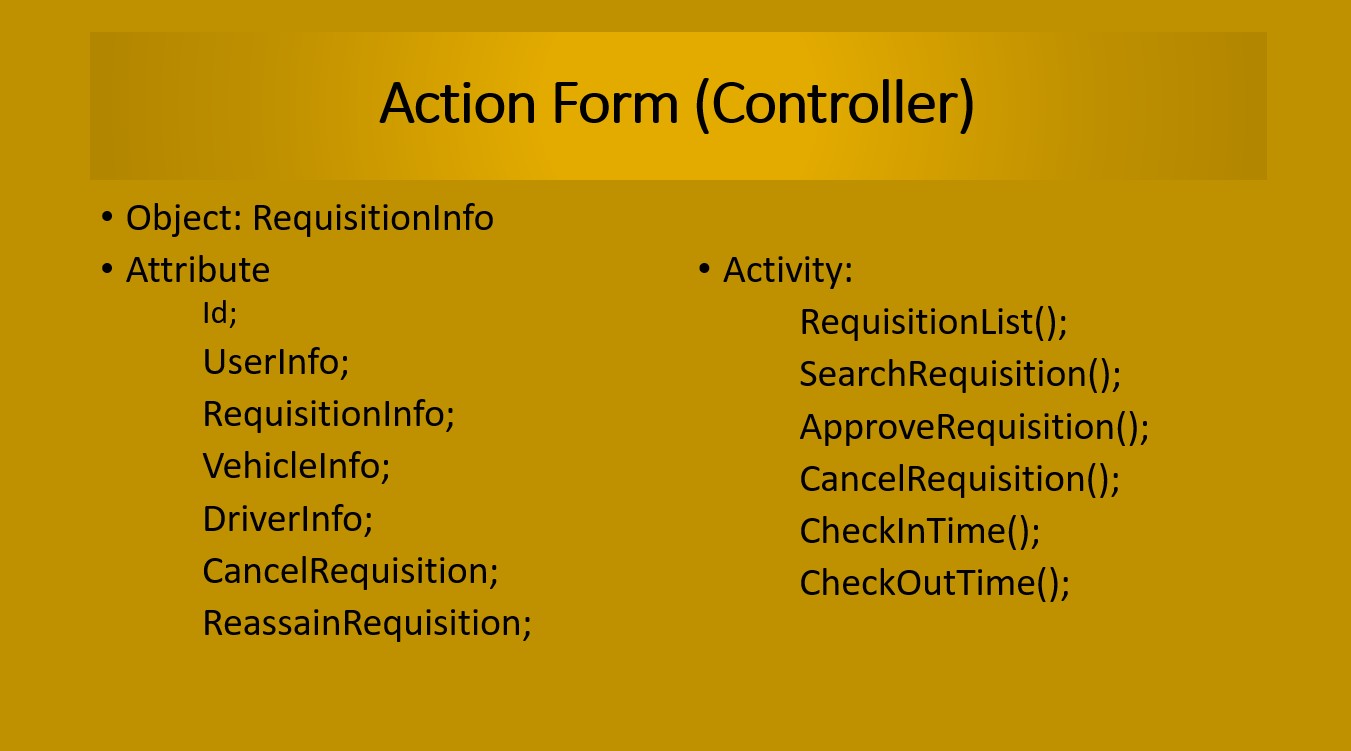 Action Form (Controller)
• Object: RequisitionInfo
• Attribute
Id;
UserInfo;
RequisitionInfo;
VehicleInfo;
DriverInfo;
CancelRequisition;
ReassainRequisition;
• Activity:
RequisitionList();
SearchRequisition();
ApproveRequisition();
CancelRequisition();
CheckInTime();
CheckOutTime();